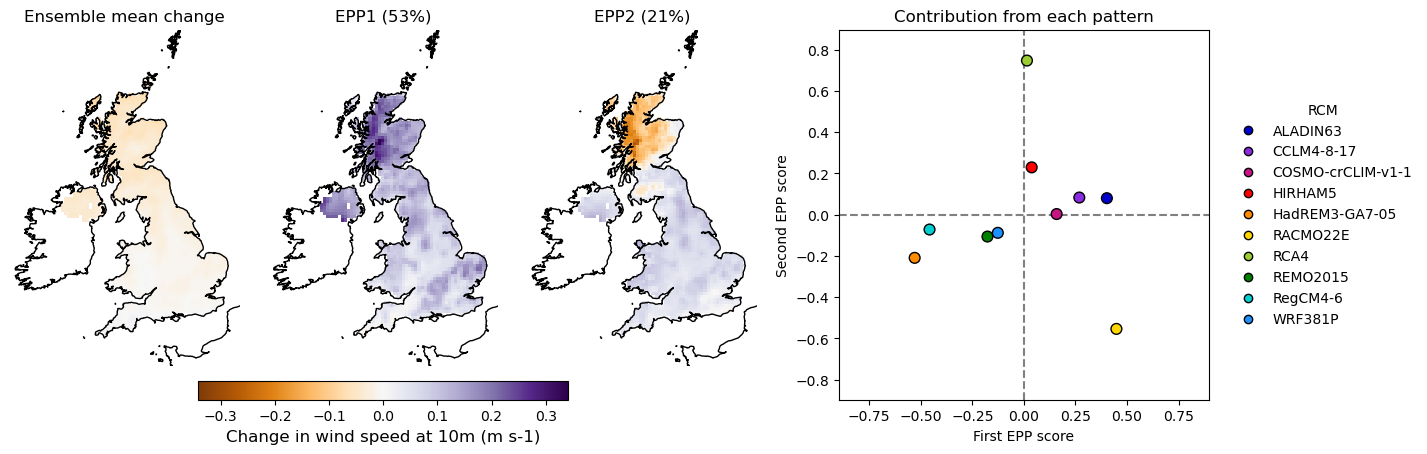 Ensemble mean change
EPP1 (53%)
EPP2 (21%)
Contribution from each pattern
−0.3 −0.2 −0.1 0.0 0.1 0.2 0.3
Change in wind speed at 10m (m s-1)
Second EPP score
0.8
0.6
0.4
0.2
0.0
−0.2
−0.4
−0.6
−0.8
−0.75 −0.50 −0.25 0.00 0.25 0.50 0.75
First EPP score
RCM
ALADIN63
CCLM4-8-17
COSMO-crCLIM-v1-1
HIRHAM5
HadREM3-GA7-05
RACMO22E
RCA4
REMO2015
RegCM4-6
WRF381P